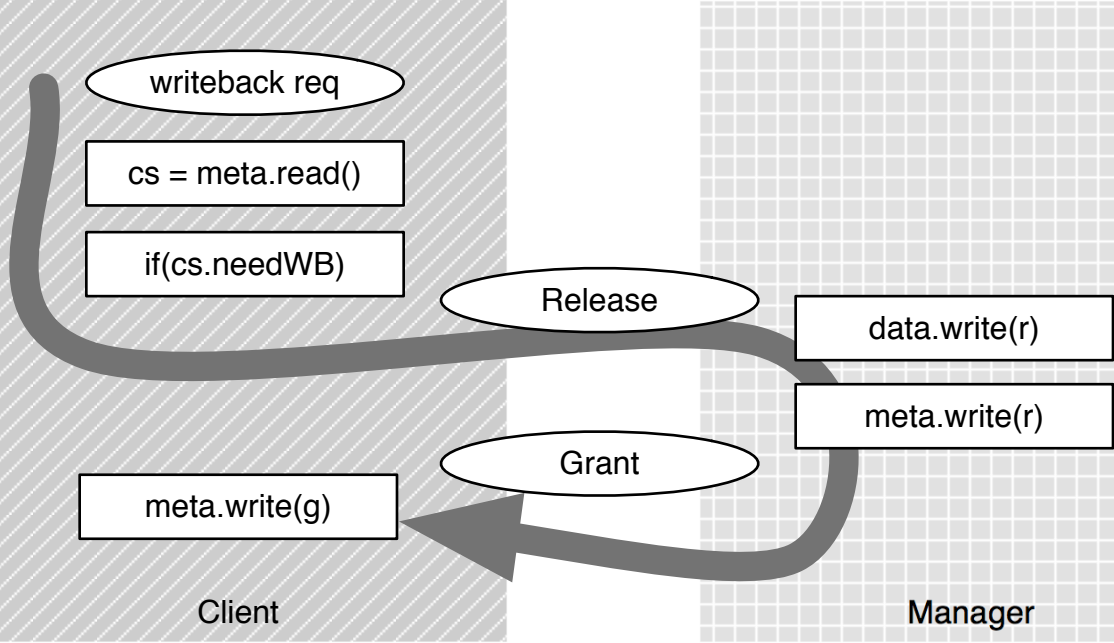 writeback req
cs = meta.read()
if(cs.needWB)
Release
data.write(r)
meta.write(r)
Grant
meta.write(g)
Client
Manager